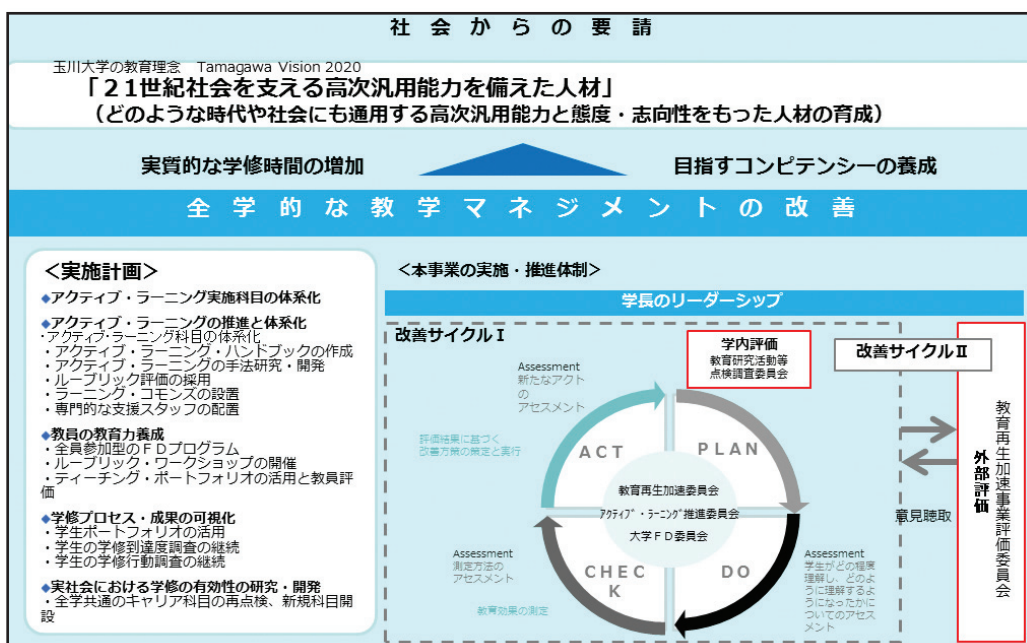 社会からの要請
玉川大学の教育理念　Tamagawa Vision 2020
「21世紀社会を支える高次汎用能力を備えた人材」
（どのような時代や社会にも通用する高次汎用能力と態度・志向性をもった人材の育成）
実質的な学修時間の増加
目指すコンピテンシーの養成
全学的な教学マネジメントの改善
＜実施計画＞
◆アクティブ・ラーニング実施科目の体系化
◆アクティブ・ラーニングの推進と体系化
・アクティブ・ラーニング科目の体系化
・アクティブ・ラーニング・ハンドブックの作成
・アクティブ・ラーニングの手法研究・開発
・ルーブリック評価の採用
・ラーニング・コモンズの設置
・専門的な支援スタッフの配置
◆教員の教育力養成
・全員参加型のＦＤプログラム
・ルーブリック・ワークショップの開催
・ティーチング・ポートフォリオの活用と教員評
価
◆学修プロセス・成果の可視化
・学生ポートフォリオの活用
・学生の学修到達度調査の継続
・学生の学修行動調査の継続
◆実社会における学修の有効性の研究・開発
・全学共通のキャリア科目の再点検、新規科目開
設
＜本事業の実施・推進体制＞
学長のリーダーシップ
改善サイクルⅠ
学内評価
教育研究活動等
点検調査委員会
改善サイクルⅡ
Assessment
新たなアクト
の
アセスメント
評価結果に基づく
改善方策の策定と実行
ACT
PLAN
教育再生加速委員会
アクティブ・ラーニング推進委員会
大学ＦＤ委員会
CHEC
K
DO
Assessment
測定方法の
アセスメント
教育効果の測定
Assessment
学生がどの程度
理解し、どのよ
うに理解するよ
うになったかに
ついてのアセス
メント
意見聴取
外部評価
教育再生加速事業評価委員会